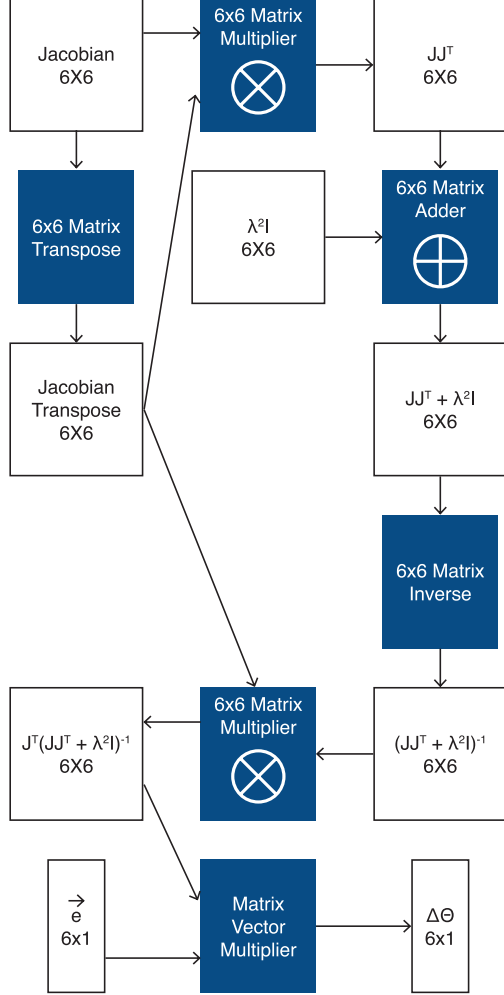 Jacobian
6X6
6x6 Matrix
Multiplier
JJᵀ
6X6
6x6 Matrix
Transpose
λ²I
6X6
6x6 Matrix
Adder
Jacobian
Transpose
6X6
JJᵀ + λ²I
6X6
6x6 Matrix
Inverse
Jᵀ(JJᵀ + λ²I)⁻¹
6X6
6x6 Matrix
Multiplier
(JJᵀ + λ²I)⁻¹
6X6
e⃗
6x1
Matrix
Vector
Multiplier
ΔΘ
6x1